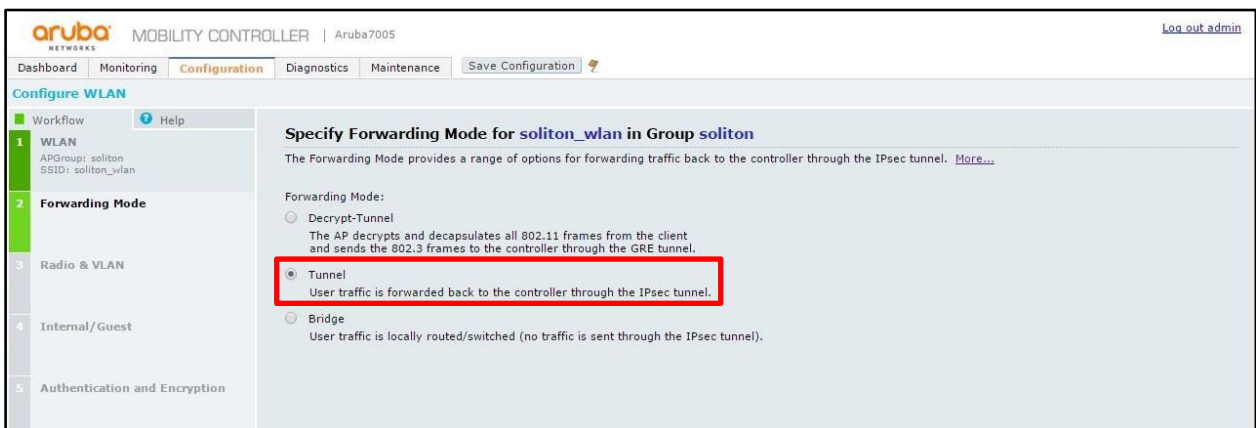 aruba NETWORKS MOBILITY CONTROLLER | Aruba7005 Log out admin
Dashboard Monitoring Configuration Diagnostics Maintenance Save Configuration
Configure WLAN
Workflow Help
1 WLAN
APGroup: soliton
SSID: soliton_wlan
2 Forwarding Mode
3 Radio & VLAN
4 Internal/Guest
5 Authentication and Encryption
Specify Forwarding Mode for soliton_wlan in Group soliton
The Forwarding Mode provides a range of options for forwarding traffic back to the controller through the IPsec tunnel. More...
Forwarding Mode:
Decrypt-Tunnel
The AP decrypts and decapsulates all 802.11 frames from the client
and sends the 802.3 frames to the controller through the GRE tunnel.
Tunnel
User traffic is forwarded back to the controller through the IPsec tunnel.
Bridge
User traffic is locally routed/switched (no traffic is sent through the IPsec tunnel).